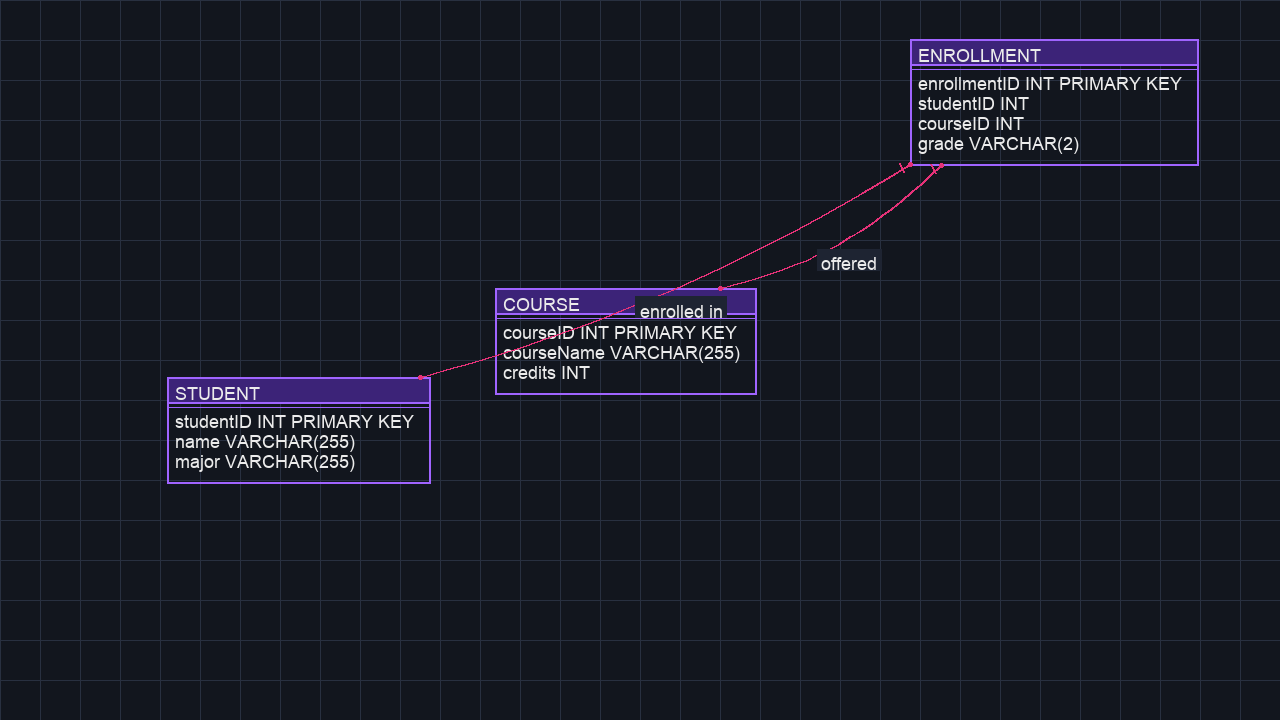 ENROLLMENT
enrollmentID INT PRIMARY KEY
studentID INT
courseID INT
grade VARCHAR(2)
offered
COURSE
enrolled in
courseID INT PRIMARY KEY
courseName VARCHAR(255)
credits INT
STUDENT
studentID INT PRIMARY KEY
name VARCHAR(255)
major VARCHAR(255)